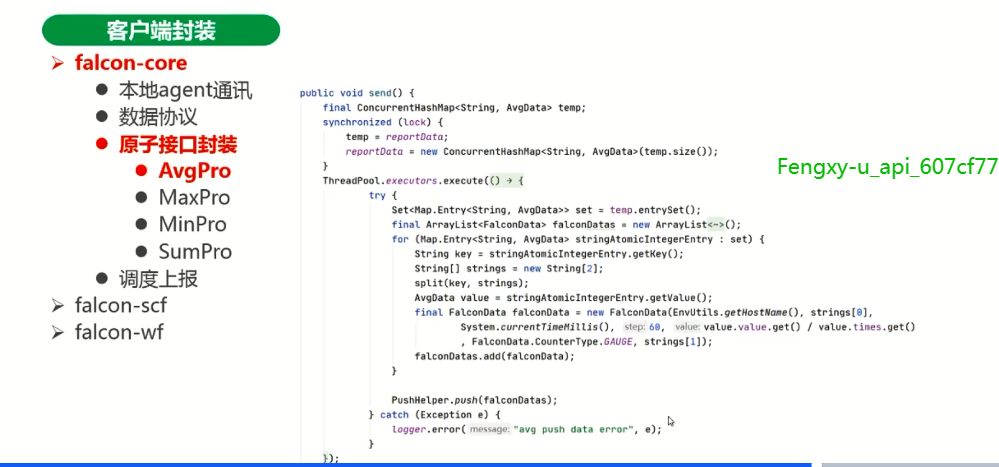 客户端封装
falcon-core
本地agent通讯
数据协议
原子接口封装
AvgPro
MaxPro
MinPro
SumPro
调度上报
falcon-scf
falcon-wf
public void send() {
final ConcurrentHashMap<String, AvgData> temp;
synchronized (lock) {
temp = reportData;
reportData = new ConcurrentHashMap<String, AvgData>(temp.size());
}
ThreadPool.executors.execute(() → {
try {
Set<Map.Entry<String, AvgData>> set = temp.entrySet();
final ArrayList<FalconData> falconDatas = new ArrayList<~>();
for (Map.Entry<String, AvgData> stringAtomicIntegerEntry : set) {
String key = stringAtomicIntegerEntry.getKey();
String[] strings = new String[2];
split(key, strings);
AvgData value = stringAtomicIntegerEntry.getValue();
final FalconData falconData = new FalconData(EnvUtils.getHostName(), strings[0],
System.currentTimeMillis(), step: 60, value: value.value.get() / value.times.get()
, FalconData.CounterType.GAUGE, strings[1]);
falconDatas.add(falconData);
}
PushHelper.push(falconDatas);
} catch (Exception e) {
logger.error( message: "avg push data error", e);
}
});
Fengxy-u_api_607cf77